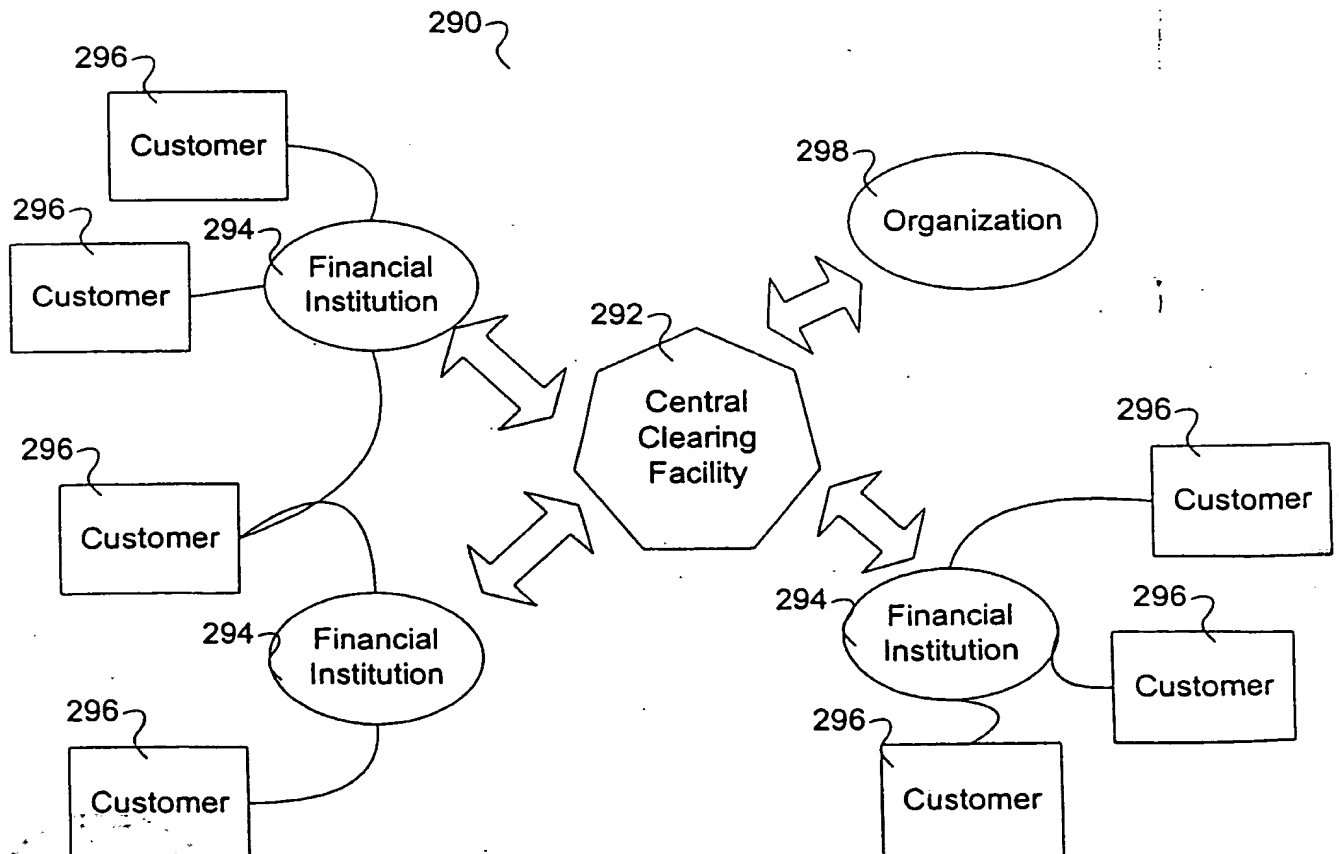 290
296
Customer
298
Organization
296
294
Customer
Financial
Institution
292
Central
Clearing
Facility
296
Customer
296
Customer
294
Financial
Institution
294
Financial
Institution
296
Customer
296
Customer
296
Customer